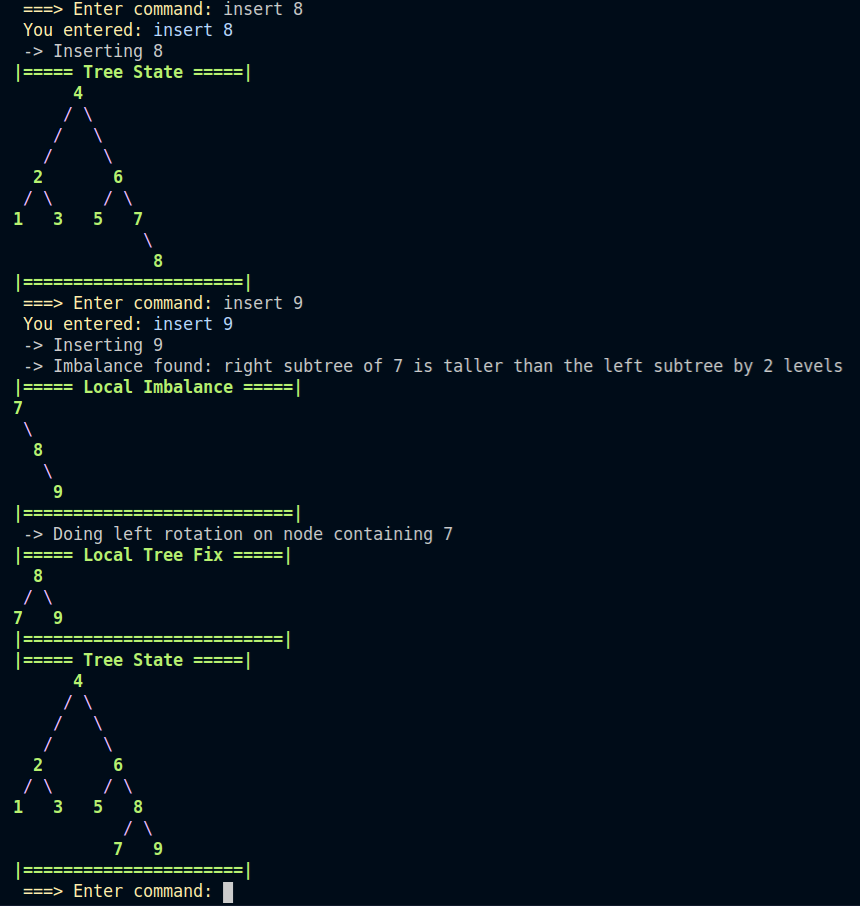 ===> Enter command: insert 8
 You entered: insert 8
 -> Inserting 8
|===== Tree State =====|
      4
     / \
    /   \
   /     \
  2       6
 / \     / \
1   3   5   7
             \
              8
|======================|
 ===> Enter command: insert 9
 You entered: insert 9
 -> Inserting 9
 -> Imbalance found: right subtree of 7 is taller than the left subtree by 2 levels
|===== Local Imbalance =====|
7
 \
  8
   \
    9
|===========================|
 -> Doing left rotation on node containing 7
|===== Local Tree Fix =====|
  8
 / \
7   9
|==========================|
|===== Tree State =====|
      4
     / \
    /   \
   /     \
  2       6
 / \     / \
1   3   5   8
           / \
          7   9
|======================|
 ===> Enter command: